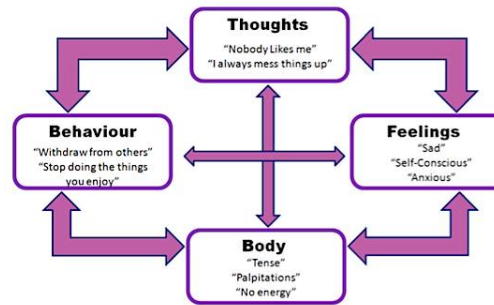 Thoughts
“Nobody Likes me”
“I always mess things up”
Behaviour
“Withdraw from others”
“Stop doing the things
you enjoy”
Feelings
“Sad”
“Self-Conscious”
“Anxious”
Body
“Tense”
“Palpitations”
“No energy”